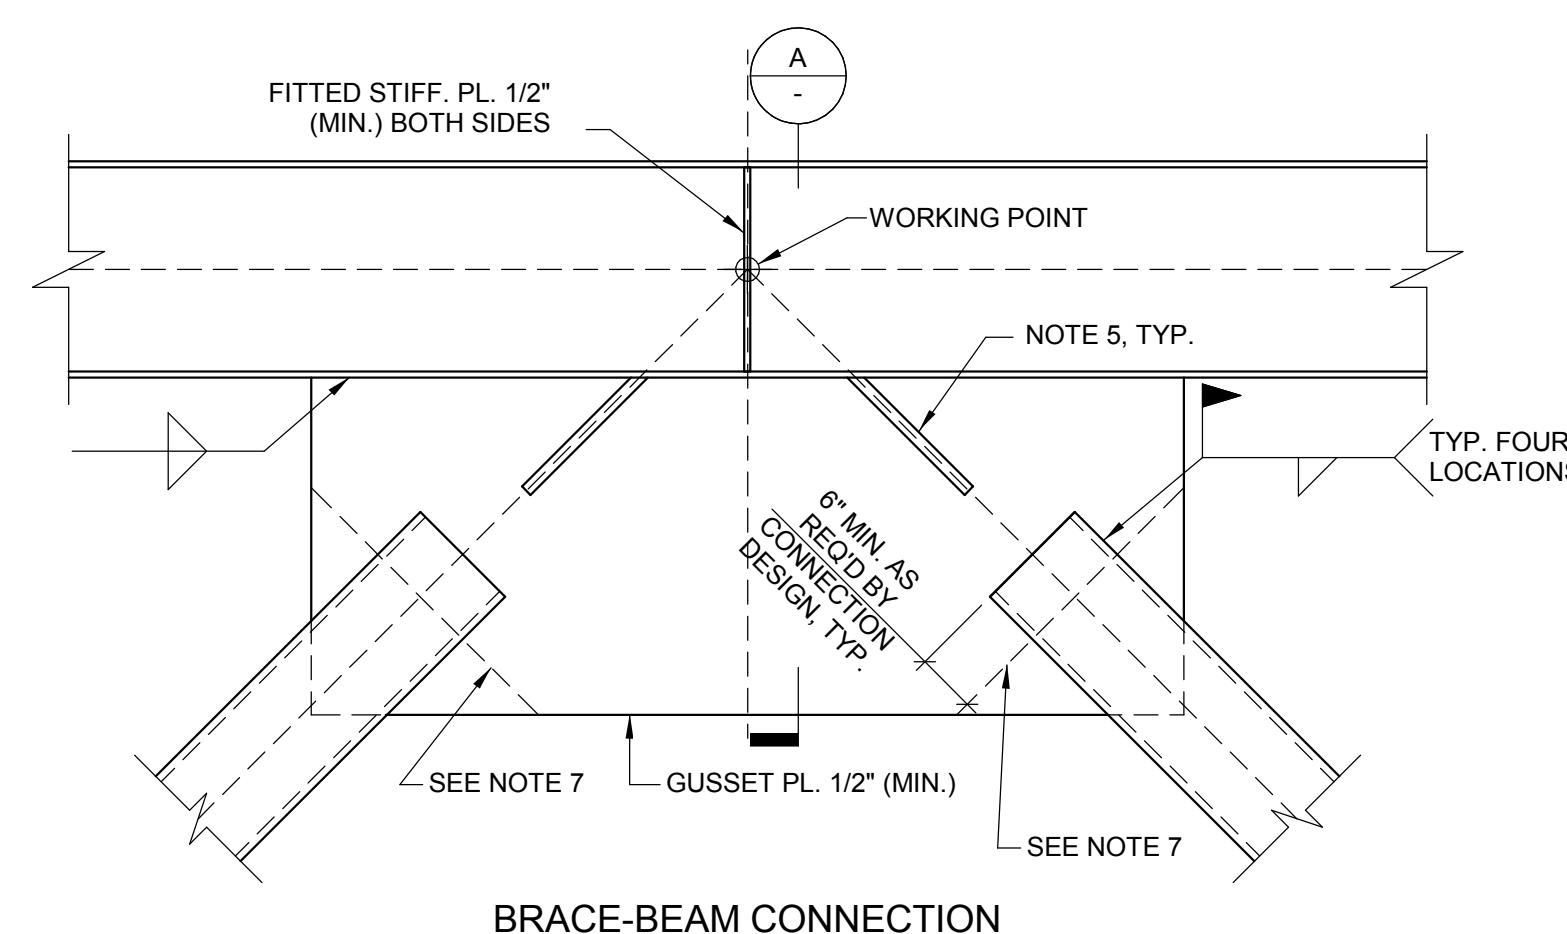 A
-
FITTED STIFF. PL. 1/2"
(MIN.) BOTH SIDES
WORKING POINT
NOTE 5, TYP.
TYP. FOUR
LOCATIONS
6" MIN. AS
REQ'D BY
CONNECTION
DESIGN, TYP.
SEE NOTE 7
GUSSET PL. 1/2" (MIN.)
SEE NOTE 7
BRACE-BEAM CONNECTION